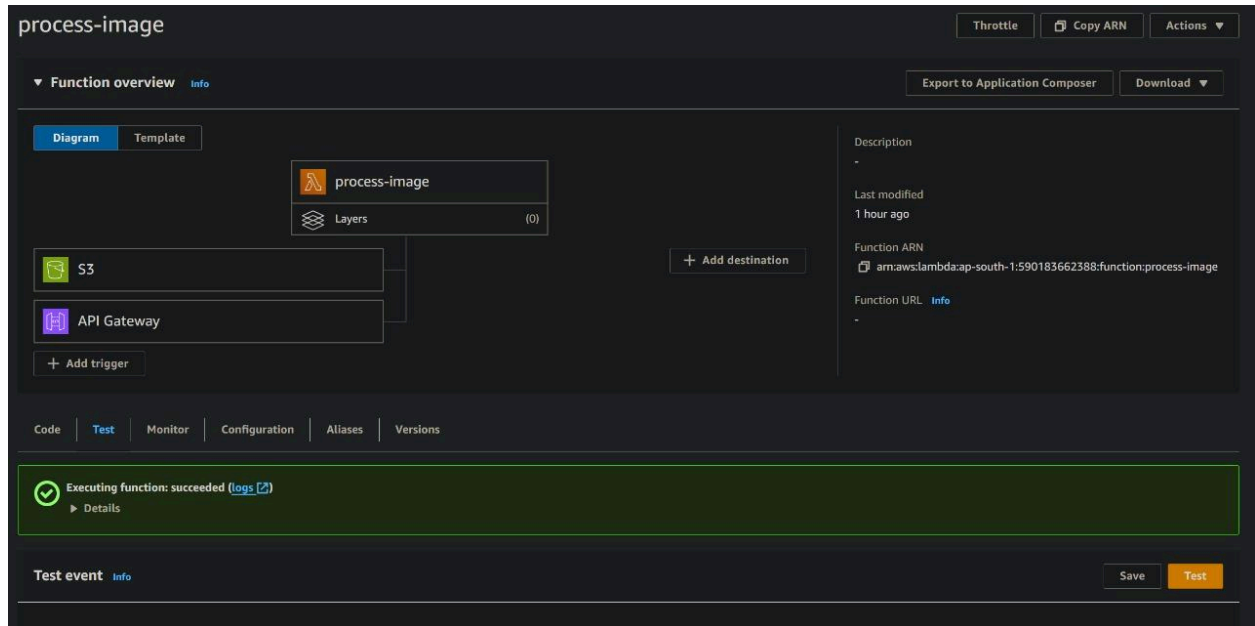 process-image
Throttle
Copy ARN
Actions
Function overview Info
Export to Application Composer
Download
Diagram
Template
process-image
Layers (0)
S3
API Gateway
+ Add trigger
+ Add destination
Description
-
Last modified
1 hour ago
Function ARN
arn:aws:lambda:ap-south-1:590183662388:function:process-image
Function URL Info
-
Code
Test
Monitor
Configuration
Aliases
Versions
Executing function: succeeded (logs)
Details
Test event Info
Save
Test